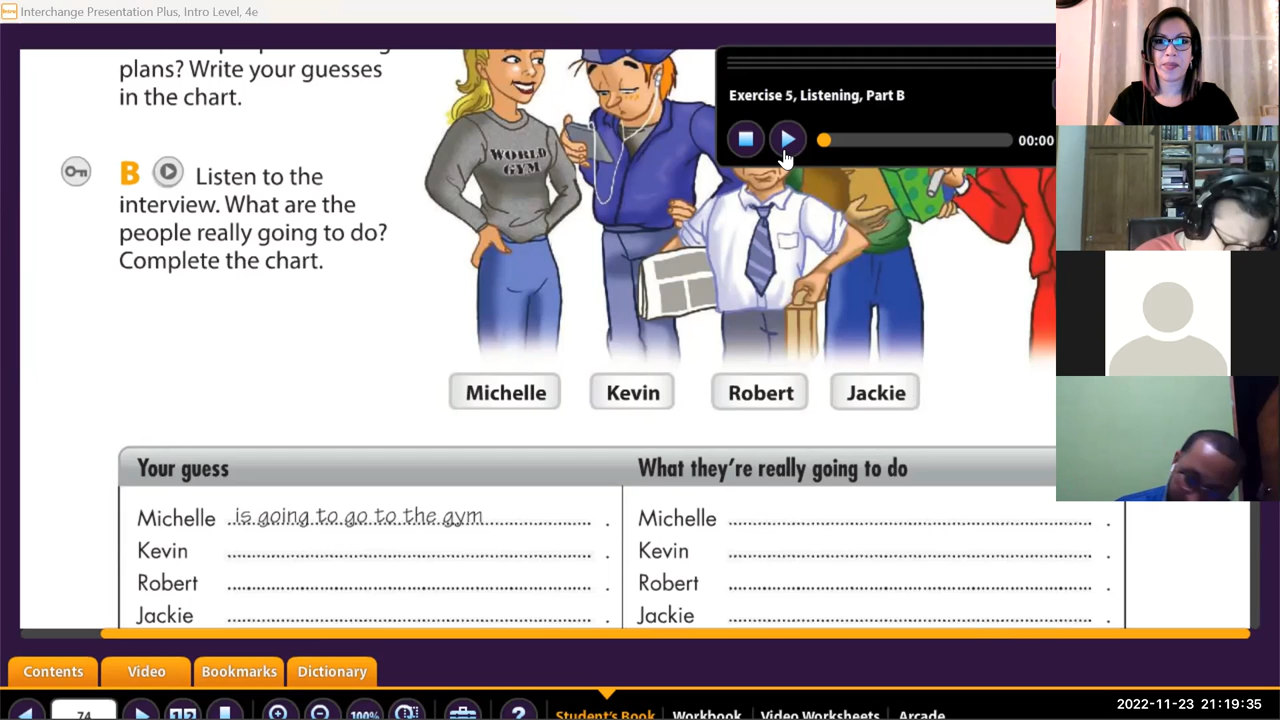 Interchange Presentation Plus, Intro Level, 4e
plans? Write your guesses
in the chart.
B Listen to the
interview. What are the
people really going to do?
Complete the chart.
WORLD
GYM
Exercise 5, Listening, Part B
00:00
Michelle
Kevin
Robert
Jackie
Your guess
What they're really going to do
Michelle is going to go to the gym .
Michelle .
Kevin .
Kevin .
Robert .
Robert .
Jackie .
Jackie .
Contents
Video
Bookmarks
Dictionary
74
100%
?
Student's Book
Workbook
Video Worksheets
Arcade
2022-11-23 21:19:35